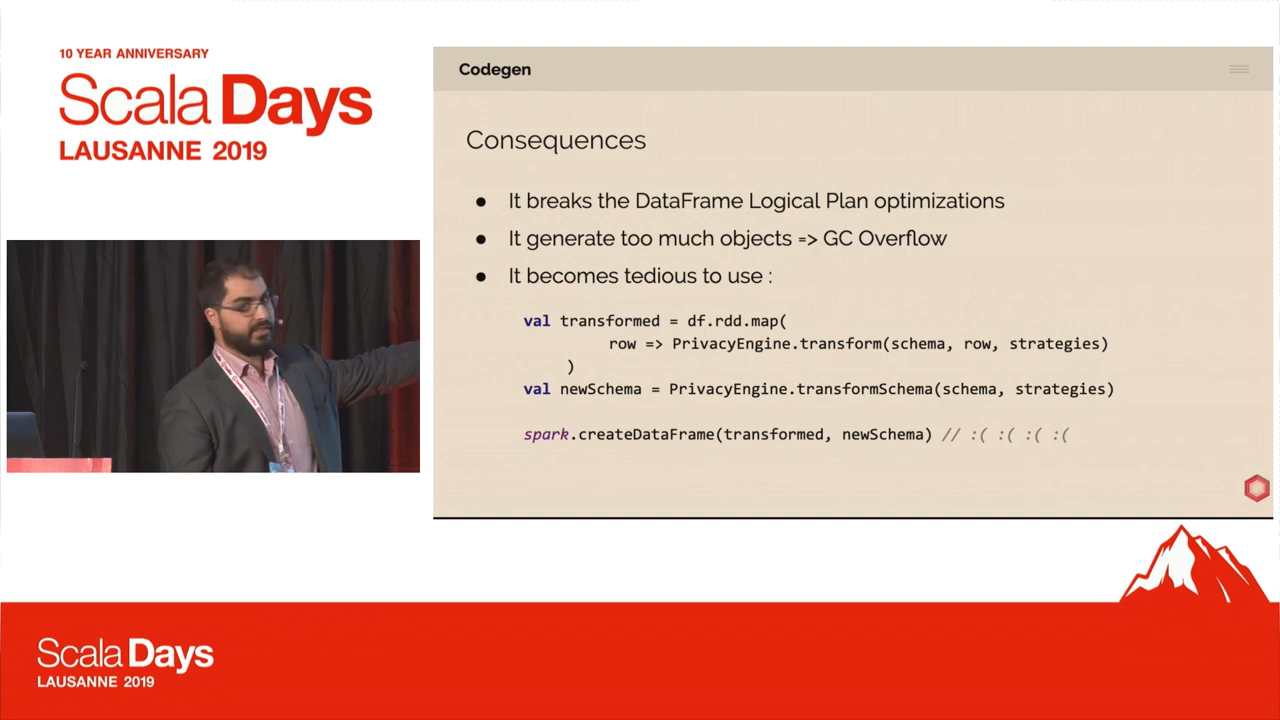 10 YEAR ANNIVERSARY
Scala Days
LAUSANNE 2019
Codegen
Consequences
● It breaks the DataFrame Logical Plan optimizations
● It generate too much objects => GC Overflow
● It becomes tedious to use :
val transformed = df.rdd.map(
row => PrivacyEngine.transform(schema, row, strategies)
)
val newSchema = PrivacyEngine.transformSchema(schema, strategies)
spark.createDataFrame(transformed, newSchema) // :( :( :( :(
Scala Days
LAUSANNE 2019